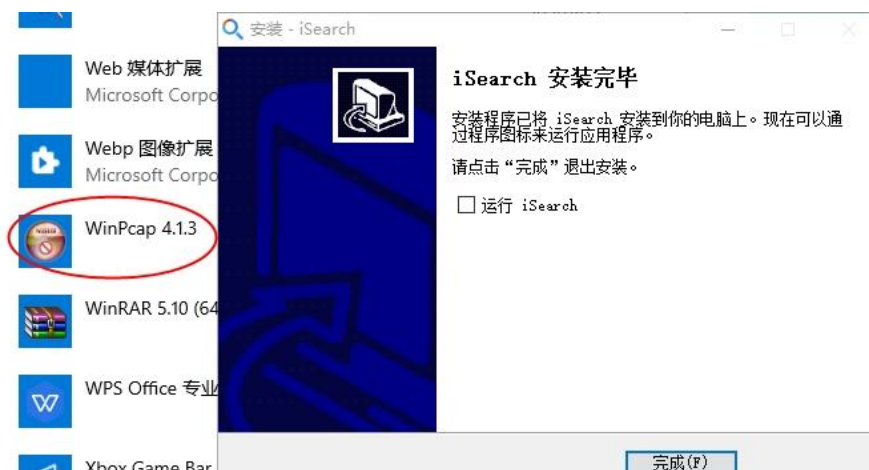 Web 媒体扩展
Microsoft Corpo
Webp 图像扩展
Microsoft Corpo
WinPcap 4.1.3
WinRAR 5.10 (64
WPS Office 专业
Xbox Game Bar
安装 - iSearch
iSearch 安装完毕
安装程序已将 iSearch 安装到你的电脑上。现在可以通
过程序图标来运行应用程序。
请点击“完成”退出安装。
运行 iSearch
完成(F)